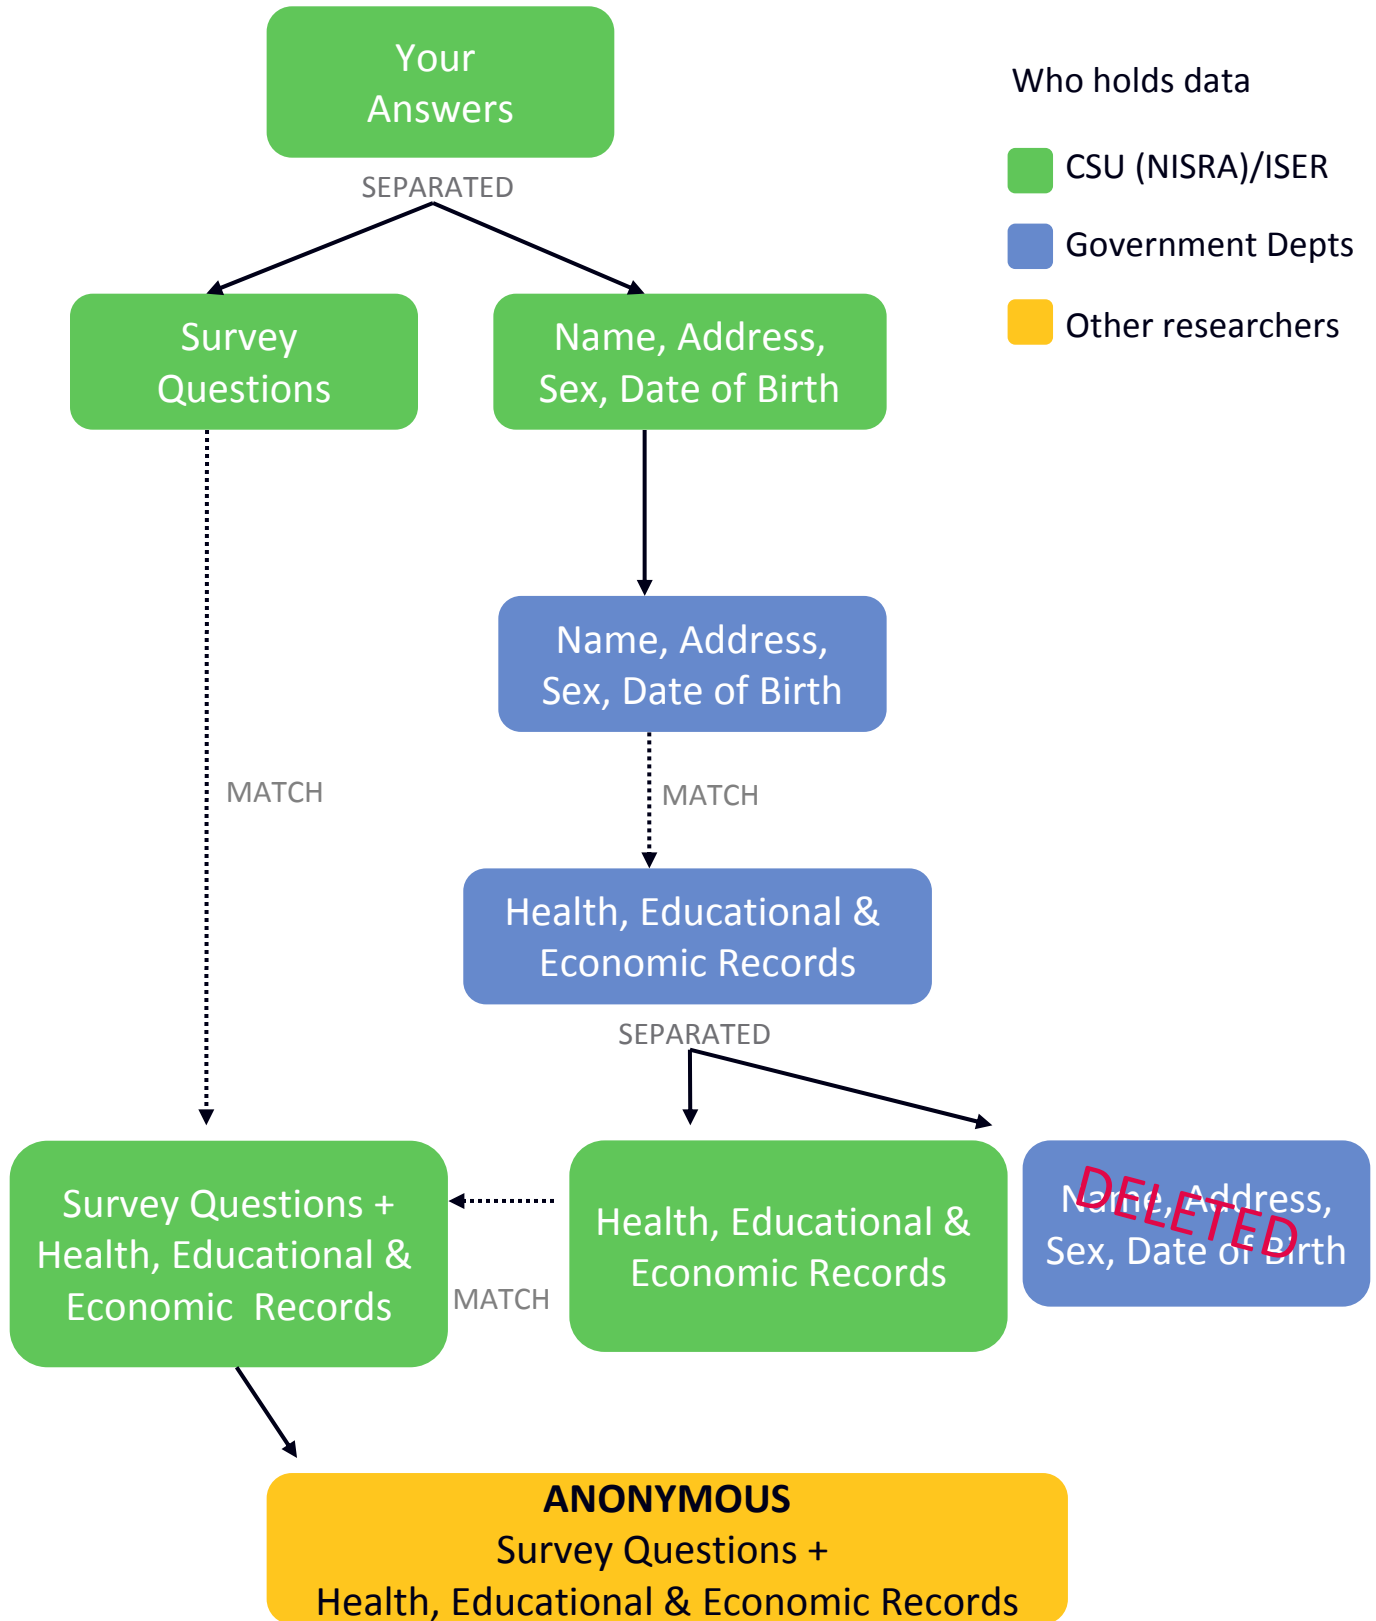 Your
Answers
Who holds data
CSU (NISRA)/ISER
Government Depts
Other researchers
SEPARATED
Survey
Questions
Name, Address,
Sex, Date of Birth
Name, Address,
Sex, Date of Birth
MATCH
MATCH
Health, Educational &
Economic Records
SEPARATED
Survey Questions +
Health, Educational &
Economic Records
MATCH
Health, Educational &
Economic Records
Name, Address,
Sex, Date of Birth
DELETED
ANONYMOUS
Survey Questions +
Health, Educational & Economic Records